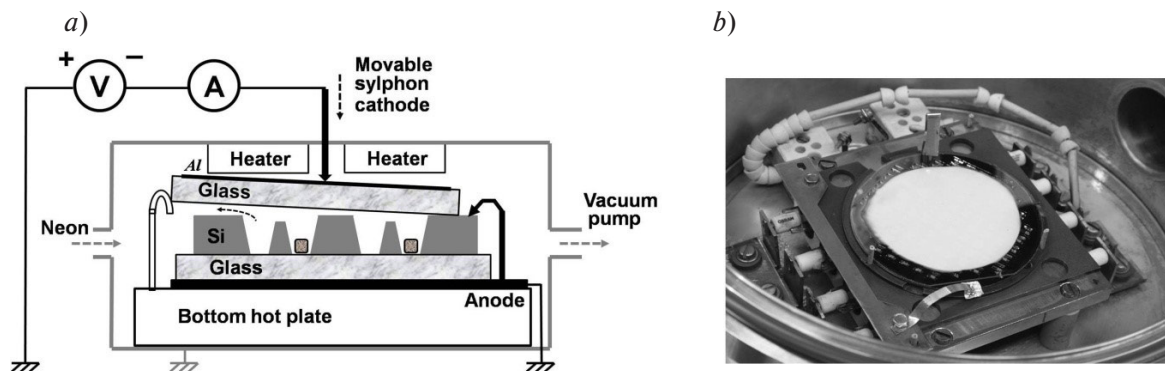 a)
b)
+
−
V
A
Movable
sylphon
cathode
Al
Heater
Heater
Glass
Neon
Vacuum
pump
Si
Glass
Anode
Bottom hot plate